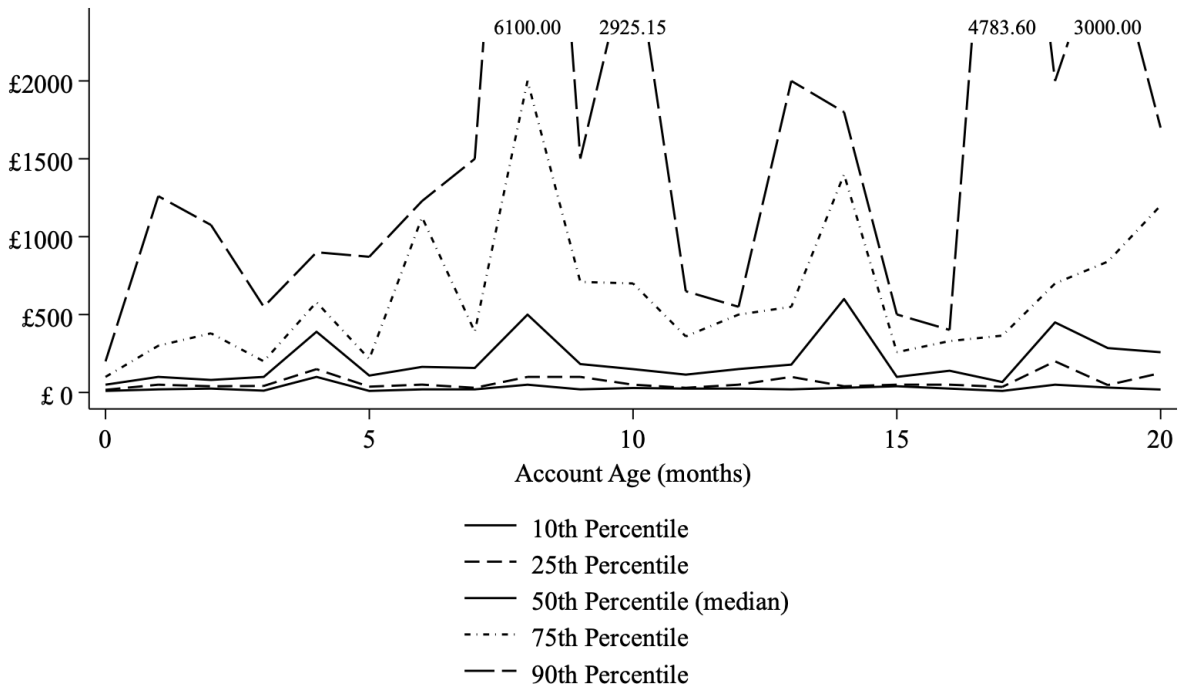 6100.00 2925.15 4783.60 3000.00
£2000
£1500
£1000
£500
£ 0
0 5 10 15 20
Account Age (months)
10th Percentile
25th Percentile
50th Percentile (median)
75th Percentile
90th Percentile